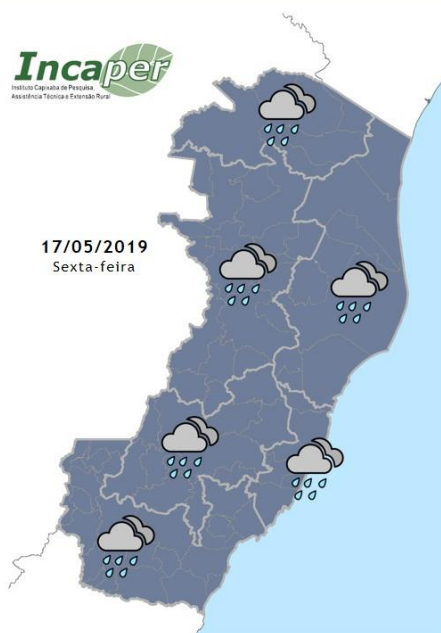 Incaper
Instituto Capixaba de Pesquisa,
Assistência Técnica e Extensão Rural
17/05/2019
Sexta-feira